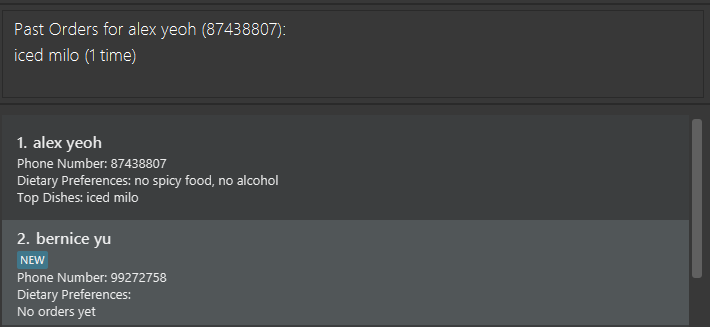 Past Orders for alex yeoh (87438807):
iced milo (1 time)
1. alex yeoh
Phone Number: 87438807
Dietary Preferences: no spicy food, no alcohol
Top Dishes: iced milo
2. bernice yu
NEW
Phone Number: 99272758
Dietary Preferences:
No orders yet